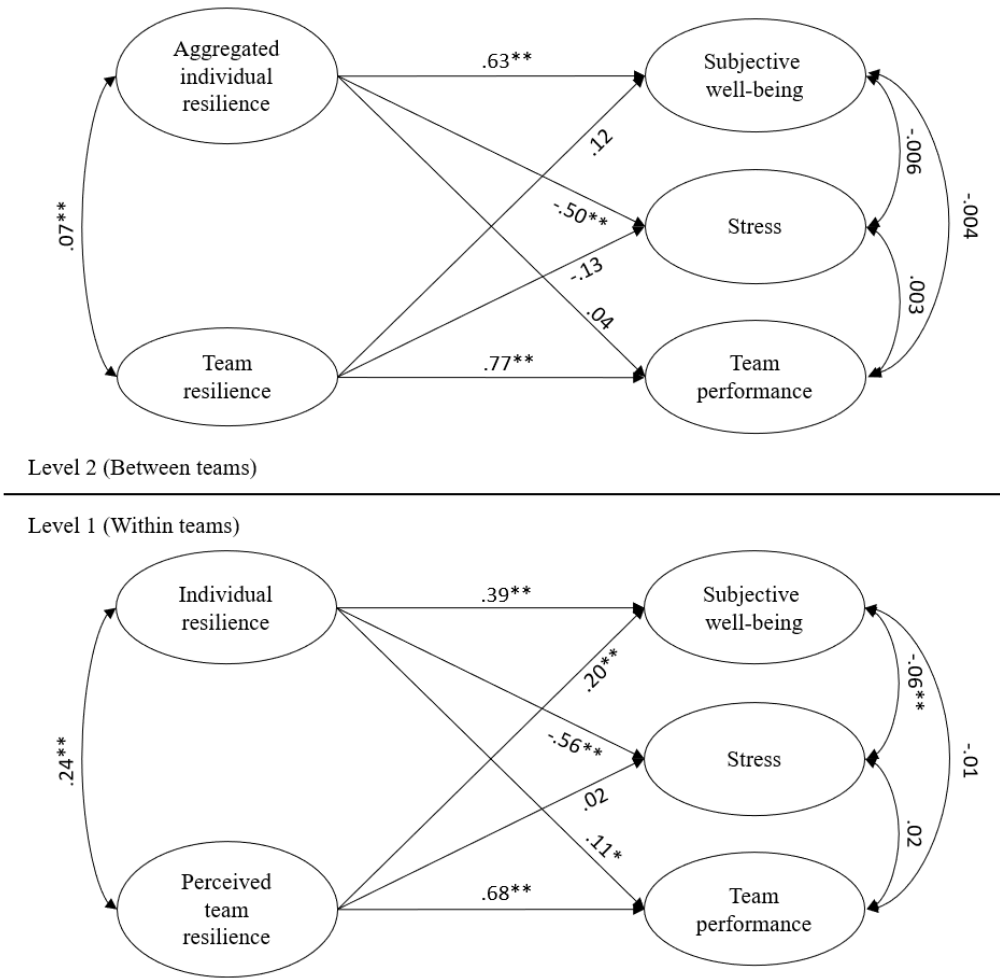 Aggregated
individual
resilience
.63**
Subjective
well-being
.12
-.006
.07**
-.50**
Stress
-.004
-.13
.003
.04
Team
resilience
.77**
Team
performance
Level 2 (Between teams)
Level 1 (Within teams)
Individual
resilience
.39**
Subjective
well-being
.20**
-.06**
.24**
-.56**
Stress
-.01
.02
.02
.11*
Perceived
team
resilience
.68**
Team
performance